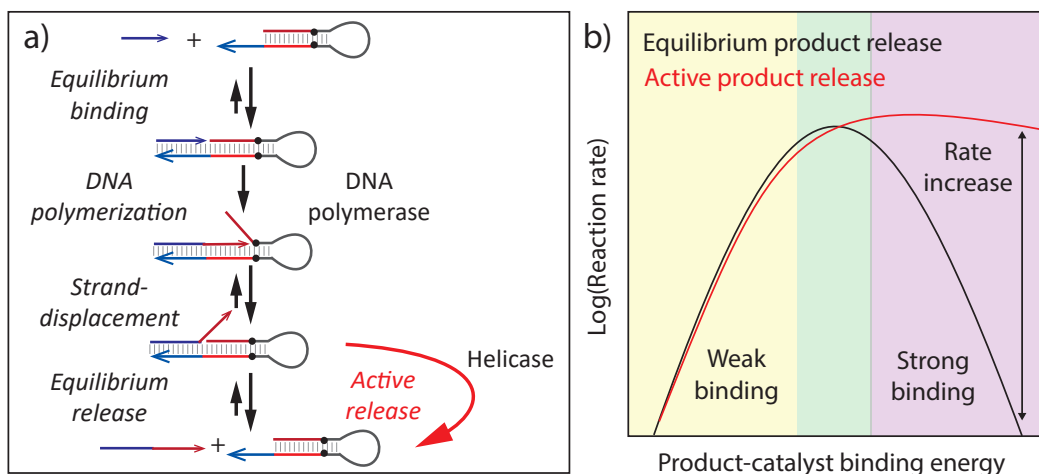 a)
+
Equilibrium
binding
DNA
polymerization
DNA
polymerase
Strand-
displacement
Equilibrium
release
Active
release
Helicase
+
b)
Equilibrium product release
Active product release
Rate
increase
Weak
binding
Strong
binding
Log(Reaction rate)
Product-catalyst binding energy